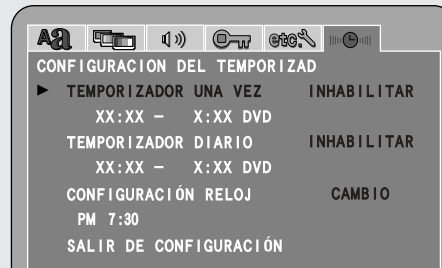 Aa etc.
CONFIGURACION DEL TEMPORIZAD
TEMPORIZADOR UNA VEZ INHABILITAR
XX:XX – X:XX DVD
TEMPORIZADOR DIARIO INHABILITAR
XX:XX – X:XX DVD
CONFIGURACIÓN RELOJ CAMBIO
PM 7:30
SALIR DE CONFIGURACIÓN